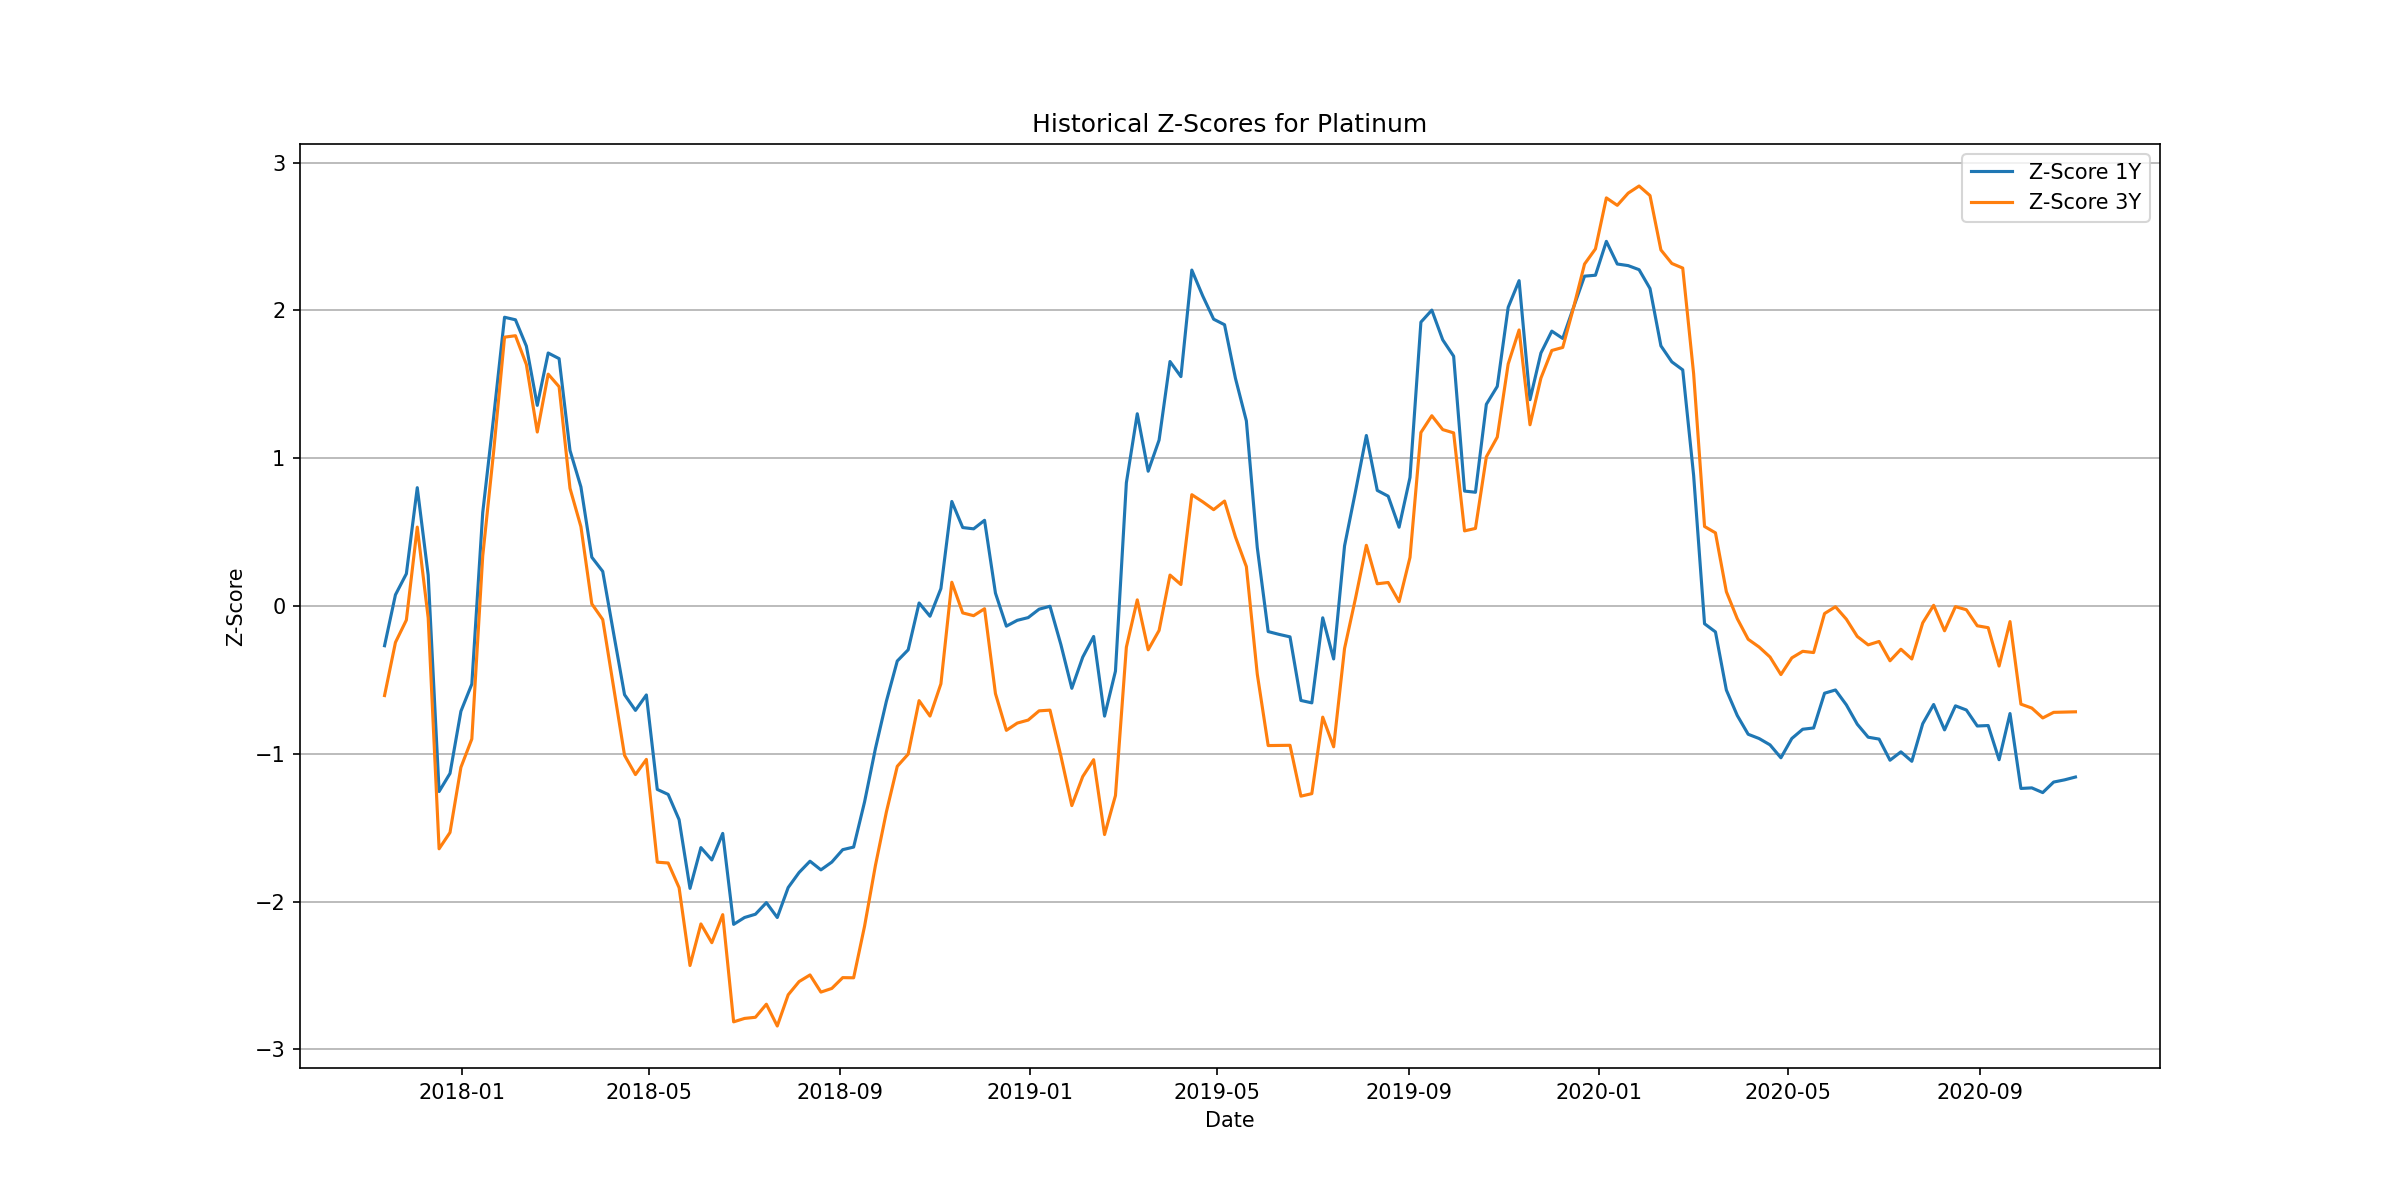 Historical Z-Scores for Platinum
Z-Score 1Y
Z-Score 3Y
Z-Score
3
2
1
0
−1
−2
−3
2018-01 2018-05 2018-09 2019-01 2019-05 2019-09 2020-01 2020-05 2020-09
Date